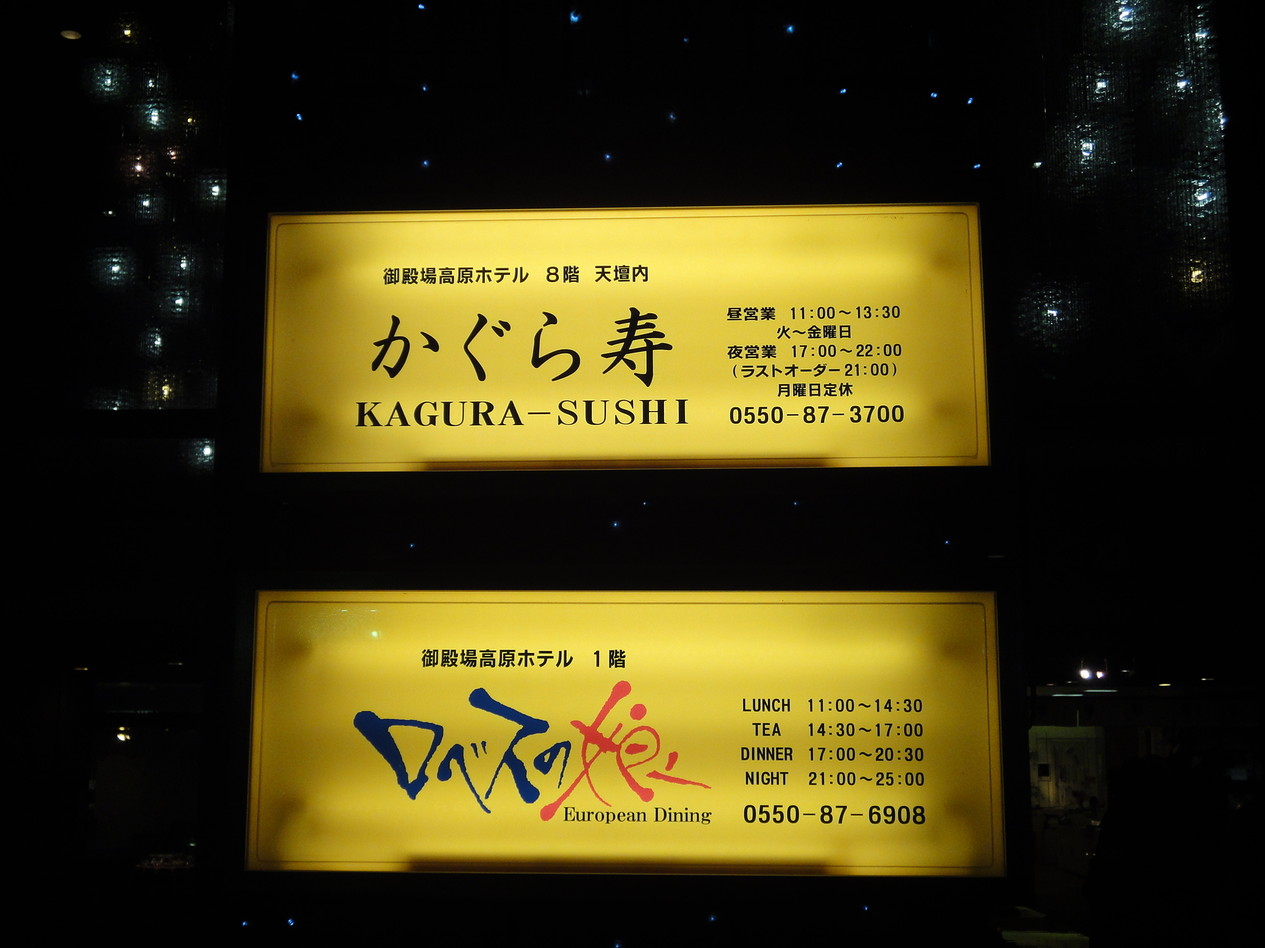 御殿場高原ホテル 8階 天壇内
かぐら寿
KAGURA-SUSHI
昼営業 11:00～13:30
火～金曜日
夜営業 17:00～22:00
(ラストオーダー21:00)
月曜日定休
0550-87-3700
御殿場高原ホテル 1階
ロベスの娘
European Dining
LUNCH 11:00～14:30
TEA 14:30～17:00
DINNER 17:00～20:30
NIGHT 21:00～25:00
0550-87-6908